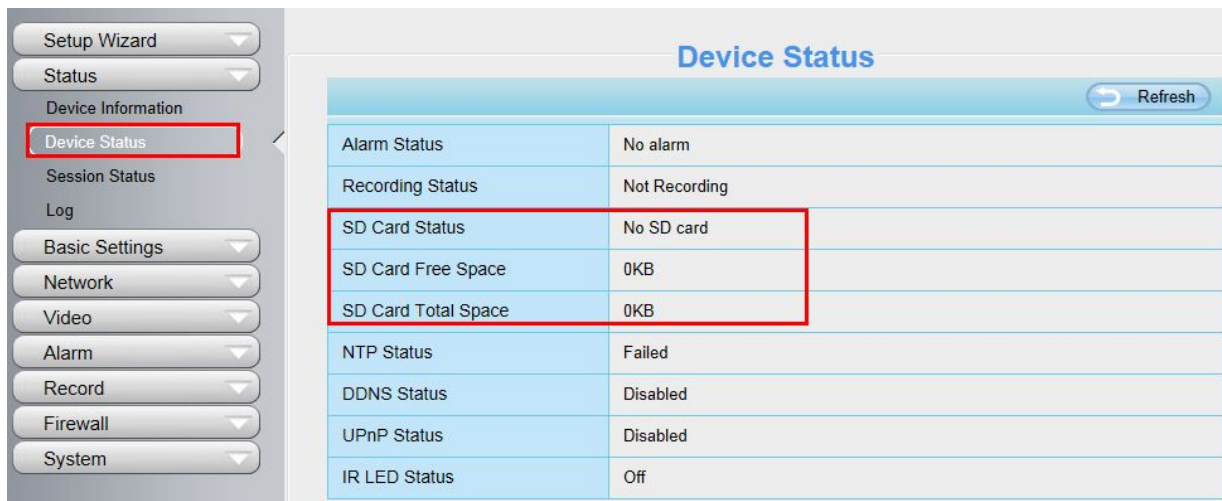 Setup Wizard
Status
Device Information
Device Status
Session Status
Log
Basic Settings
Network
Video
Alarm
Record
Firewall
System
Device Status
Refresh
Alarm Status No alarm
Recording Status Not Recording
SD Card Status No SD card
SD Card Free Space 0KB
SD Card Total Space 0KB
NTP Status Failed
DDNS Status Disabled
UPnP Status Disabled
IR LED Status Off